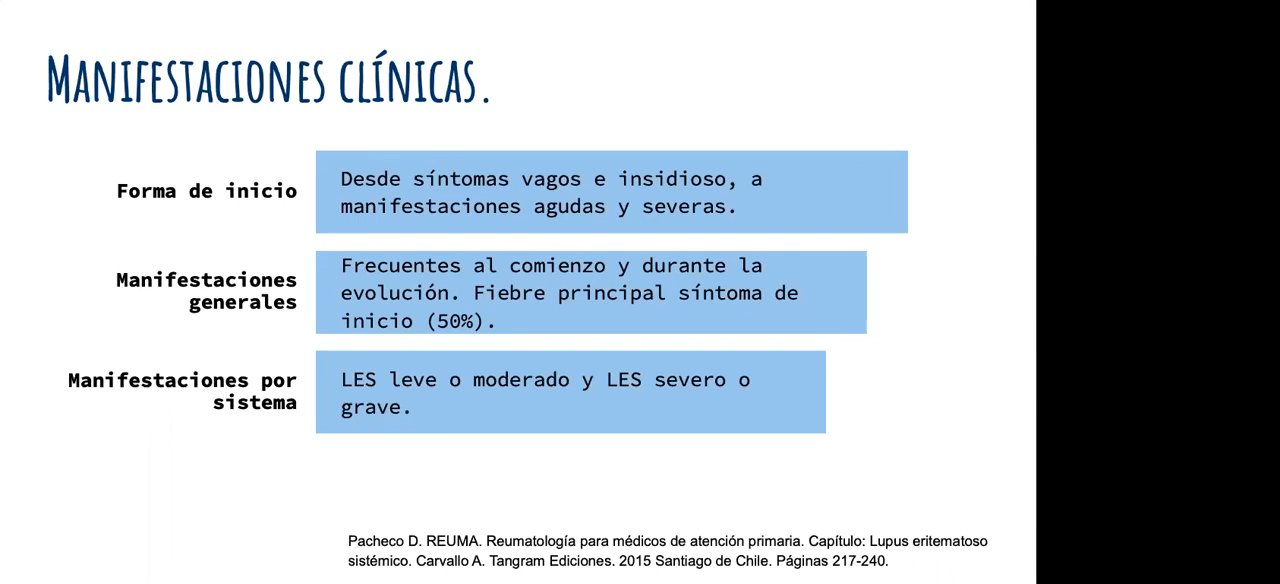 Manifestaciones clínicas.
Forma de inicio
Desde síntomas vagos e insidioso, a
manifestaciones agudas y severas.
Manifestaciones
generales
Frecuentes al comienzo y durante la
evolución. Fiebre principal síntoma de
inicio (50%).
Manifestaciones por
sistema
LES leve o moderado y LES severo o
grave.
Pacheco D. REUMA. Reumatología para médicos de atención primaria. Capítulo: Lupus eritematoso
sistémico. Carvallo A. Tangram Ediciones. 2015 Santiago de Chile. Páginas 217-240.